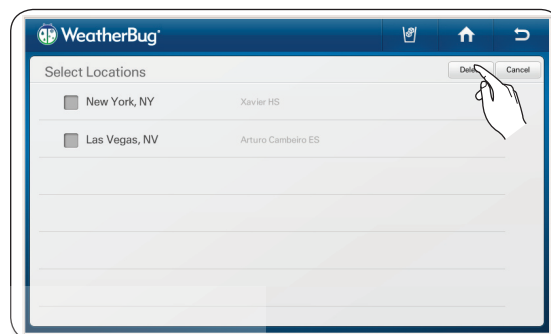 WeatherBug
Select Locations
Cancel
New York, NY Xavier HS
Las Vegas, NV Arturo Cambeiro ES